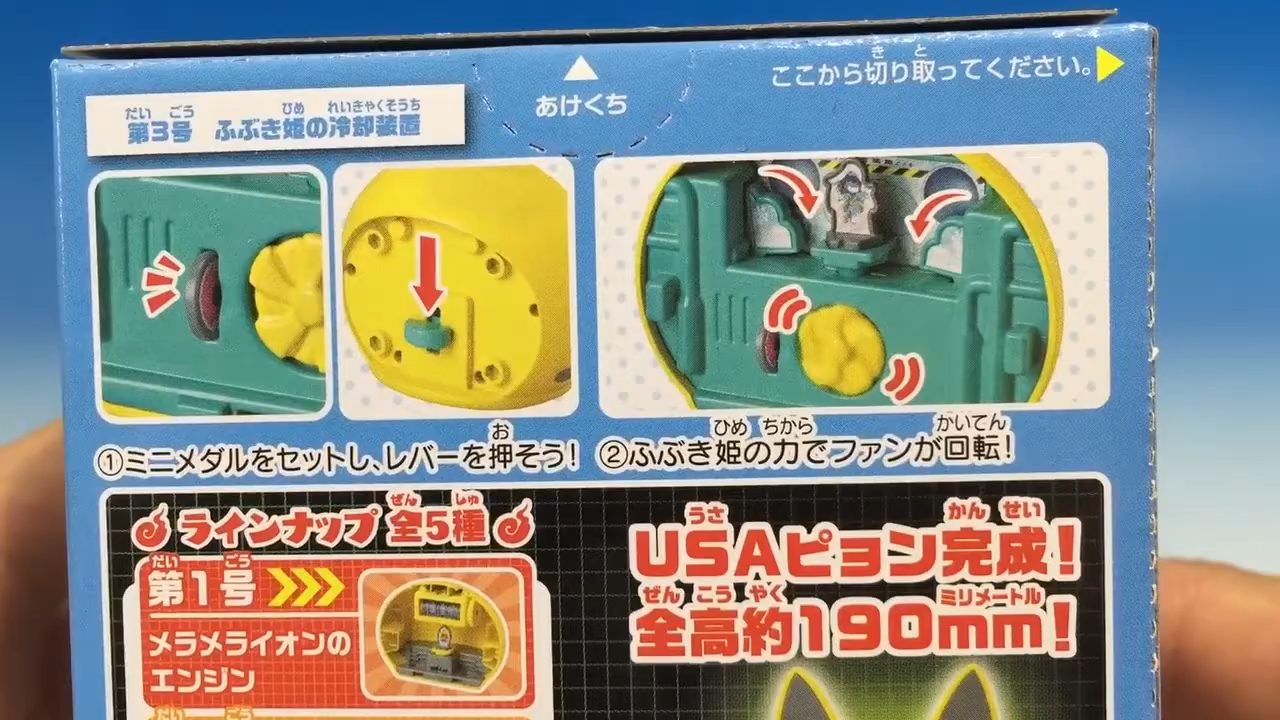 ここから切り取ってください。
あけくち
第3号 ふぶき姫の冷却装置
①ミニメダルをセットし、レバーを押そう!
②ふぶき姫の力でファンが回転!
ラインナップ 全5種
第1号
メラメライオンの
エンジン
USAピョン完成!
全高約190mm!